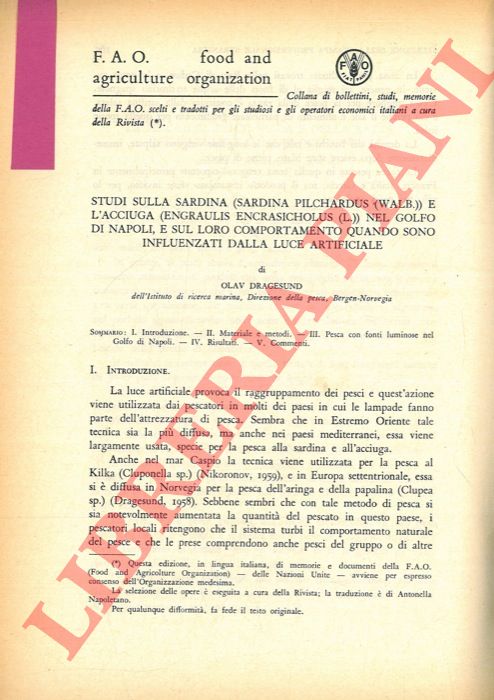 F. A. O. food and
agriculture organization
F A O
FIAT PANIS
Collana di bollettini, studi, memorie
della F.A.O. scelti e tradotti per gli studiosi e gli operatori economici italiani a cura
della Rivista (*).
STUDI SULLA SARDINA (SARDINA PILCHARDUS (WALB.)) E
L'ACCIUGA (ENGRAULIS ENCRASICHOLUS (L.)) NEL GOLFO
DI NAPOLI, E SUL LORO COMPORTAMENTO QUANDO SONO
INFLUENZATI DALLA LUCE ARTIFICIALE
di
OLAV DRAGESUND
dell'Istituto di ricerca marina, Direzione della pesca, Bergen-Norvegia
SOMMARIO: I. Introduzione. — II. Materiale e metodi. — III. Pesca con fonti luminose nel
Golfo di Napoli. — IV. Risultati. — V. Commenti.
I. INTRODUZIONE.
La luce artificiale provoca il raggruppamento dei pesci e quest'azione
viene utilizzata dai pescatori in molti dei paesi in cui le lampade fanno
parte dell'attrezzatura di pesca. Sembra che in Estremo Oriente tale
tecnica sia la più diffusa, ma anche nei paesi mediterranei, essa viene
largamente usata, specie per la pesca alla sardina e all'acciuga.
Anche nel mar Caspio la tecnica viene utilizzata per la pesca al
Kilka (Cluponella sp.) (Nikoronov, 1959), e in Europa settentrionale, essa
si è diffusa in Norvegia per la pesca dell'aringa e della papalina (Clupea
sp.) (Dragesund, 1958). Sebbene sembri che con tale metodo di pesca si
sia notevolmente aumentata la quantità del pescato in questo paese, i
pescatori locali ritengono che il sistema turbi il comportamento naturale
del pesce e che le prese comprendono anche pesci del gruppo o di altre
(*) Questa edizione, in lingua italiana, di memorie e documenti della F.A.O.
(Food and Agriculture Organization) — delle Nazioni Unite — avviene per espresso
consenso dell'Organizzazione medesima.
La selezione delle opere è eseguita a cura della Rivista; la traduzione è di Antonella
Napoletano.
Per qualunque difformità, fa fede il testo originale.
LIBRERIA PIANI